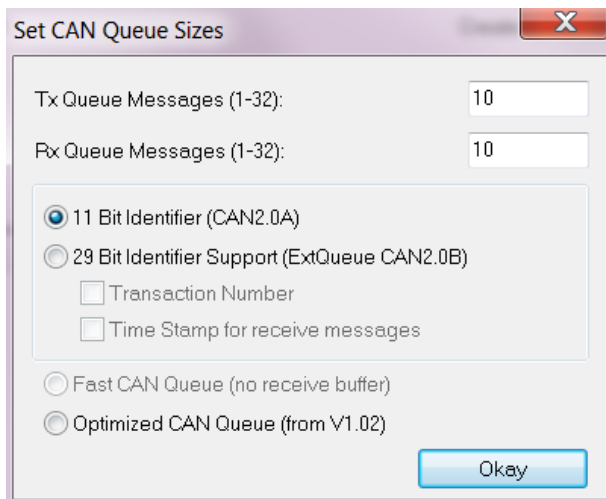 Set CAN Queue Sizes
Tx Queue Messages (1-32):
10
Rx Queue Messages (1-32):
10
11 Bit Identifier (CAN2.0A)
29 Bit Identifier Support (ExtQueue CAN2.0B)
Transaction Number
Time Stamp for receive messages
Fast CAN Queue (no receive buffer)
Optimized CAN Queue (from V1.02)
Okay